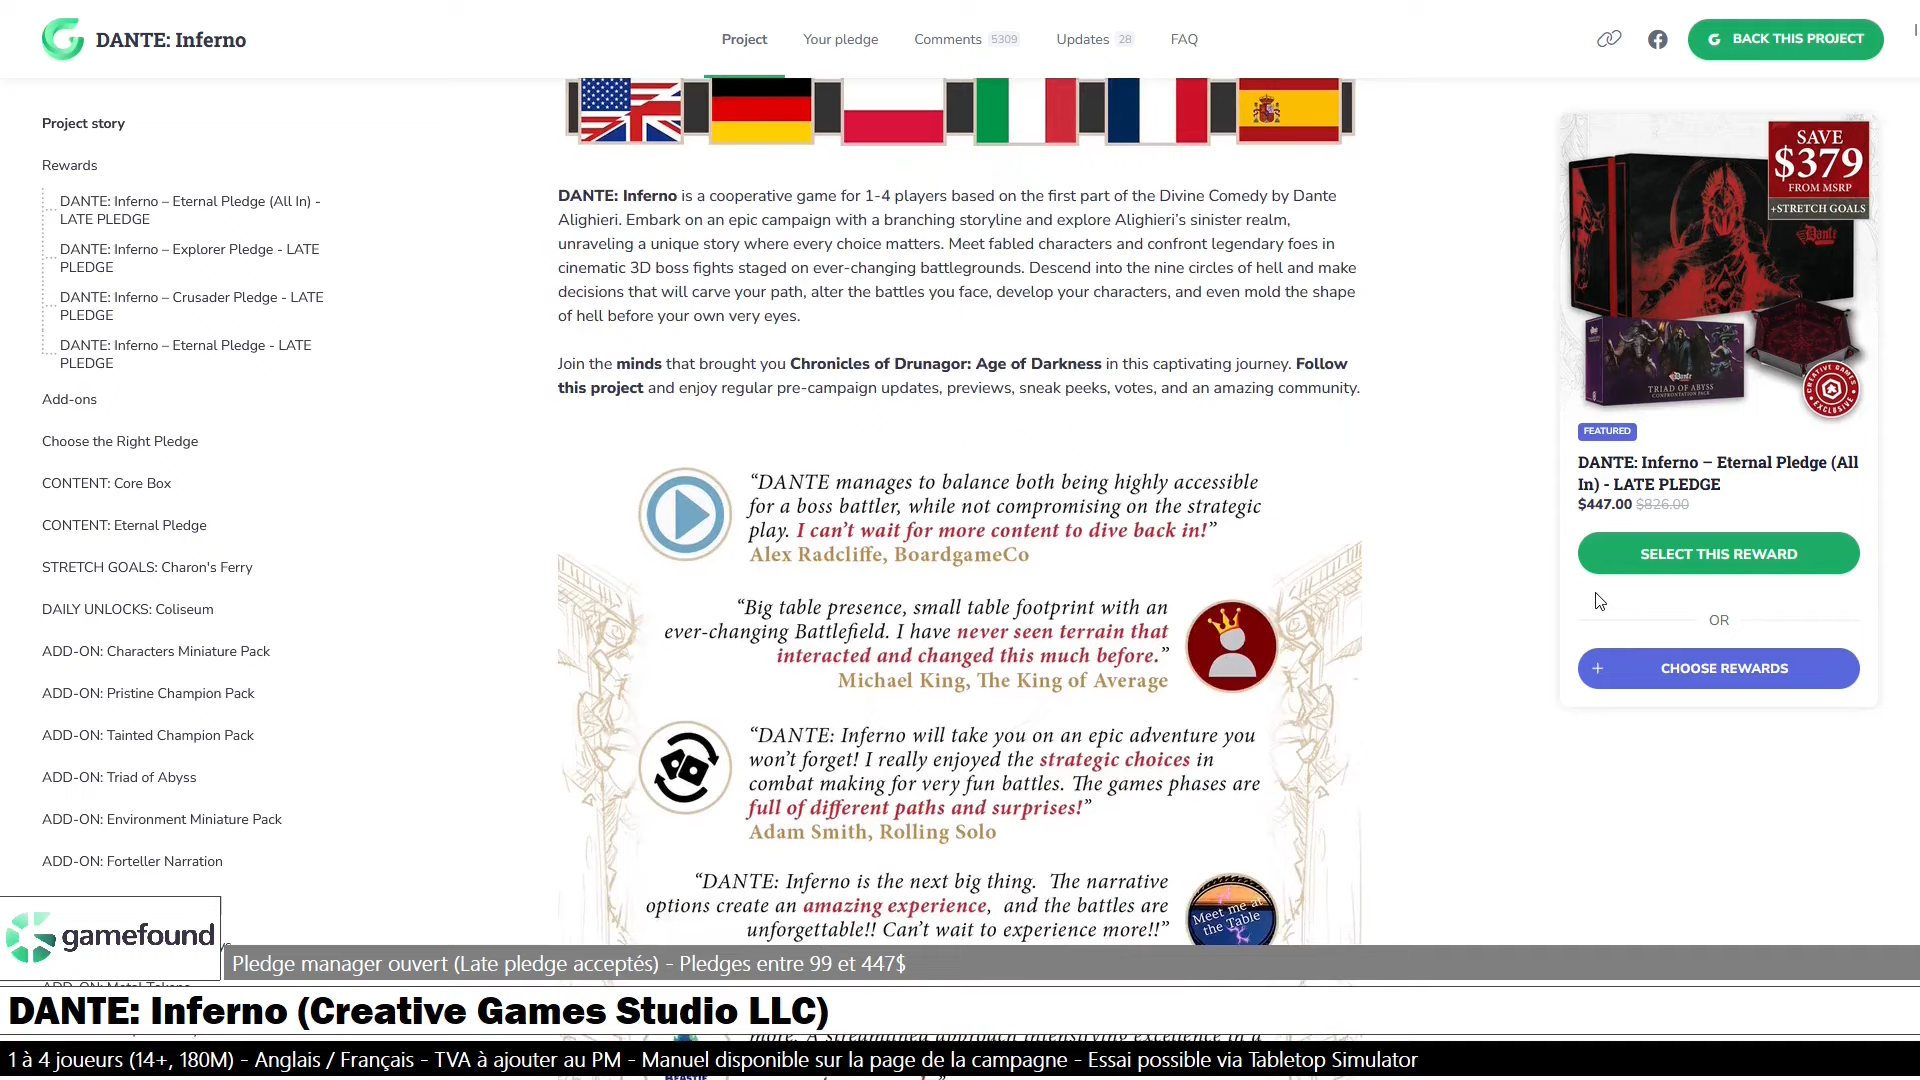 DANTE: Inferno
Project
Your pledge
Comments 5309
Updates 28
FAQ
BACK THIS PROJECT
Project story
Rewards
DANTE: Inferno – Eternal Pledge (All In) -
LATE PLEDGE
DANTE: Inferno – Explorer Pledge - LATE
PLEDGE
DANTE: Inferno – Crusader Pledge - LATE
PLEDGE
DANTE: Inferno – Eternal Pledge - LATE
PLEDGE
Add-ons
Choose the Right Pledge
CONTENT: Core Box
CONTENT: Eternal Pledge
STRETCH GOALS: Charon's Ferry
DAILY UNLOCKS: Coliseum
ADD-ON: Characters Miniature Pack
ADD-ON: Pristine Champion Pack
ADD-ON: Tainted Champion Pack
ADD-ON: Triad of Abyss
ADD-ON: Environment Miniature Pack
ADD-ON: Forteller Narration
DANTE: Inferno is a cooperative game for 1-4 players based on the first part of the Divine Comedy by Dante
Alighieri. Embark on an epic campaign with a branching storyline and explore Alighieri’s sinister realm,
unraveling a unique story where every choice matters. Meet fabled characters and confront legendary foes in
cinematic 3D boss fights staged on ever-changing battlegrounds. Descend into the nine circles of hell and make
decisions that will carve your path, alter the battles you face, develop your characters, and even mold the shape
of hell before your own very eyes.
Join the minds that brought you Chronicles of Drunagor: Age of Darkness in this captivating journey. Follow
this project and enjoy regular pre-campaign updates, previews, sneak peeks, votes, and an amazing community.
“DANTE manages to balance both being highly accessible
for a boss battler, while not compromising on the strategic
play. I can’t wait for more content to dive back in!”
Alex Radcliffe, BoardgameCo
“Big table presence, small table footprint with an
ever-changing Battlefield. I have never seen terrain that
interacted and changed this much before.”
Michael King, The King of Average
“DANTE: Inferno will take you on an epic adventure you
won’t forget! I really enjoyed the strategic choices in
combat making for very fun battles. The games phases are
full of different paths and surprises!”
Adam Smith, Rolling Solo
“DANTE: Inferno is the next big thing. The narrative
options create an amazing experience, and the battles are
unforgettable!! Can’t wait to experience more!!”
Meet me at
the Table
SAVE
$379
FROM MSRP
+STRETCH GOALS
Dante
Dante
TRIAD OF ABYSS
CONFRONTATION PACK
CREATIVE GAMES
EXCLUSIVE
FEATURED
DANTE: Inferno – Eternal Pledge (All
In) - LATE PLEDGE
$447.00 $826.00
SELECT THIS REWARD
OR
+ CHOOSE REWARDS
gamefound
Pledge manager ouvert (Late pledge acceptés) - Pledges entre 99 et 447$
ADD-ON: Metal Tokens
DANTE: Inferno (Creative Games Studio LLC)
more. A streamlined approach intensifying excellence in a
1 à 4 joueurs (14+, 180M) - Anglais / Français - TVA à ajouter au PM - Manuel disponible sur la page de la campagne - Essai possible via Tabletop Simulator